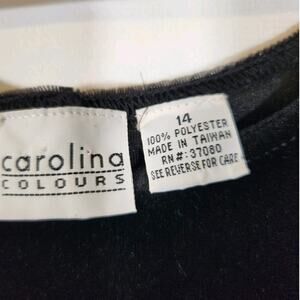 carolina
COLOURS
14
100% POLYESTER
MADE IN TAIWAN
RN#: 37080
SEE REVERSE FOR CARE